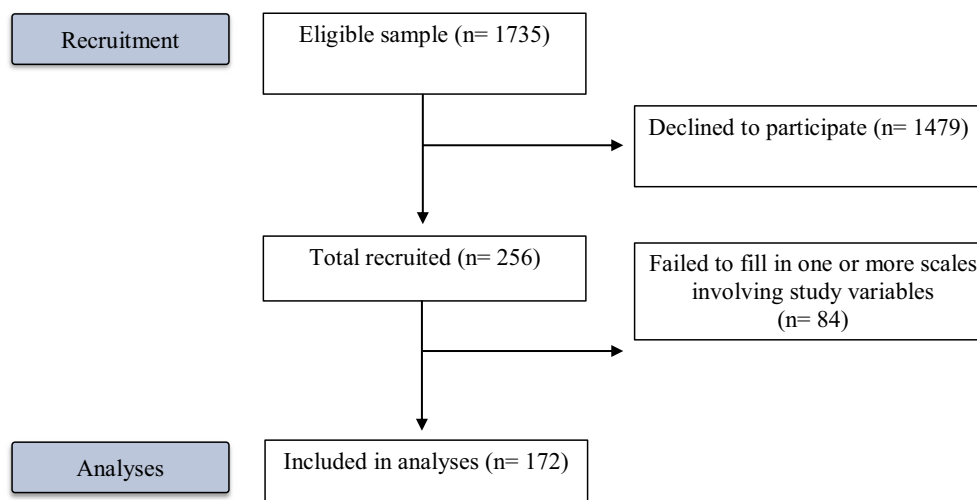 Recruitment
Eligible sample (n= 1735)
Declined to participate (n= 1479)
Total recruited (n= 256)
Failed to fill in one or more scales
involving study variables
(n= 84)
Analyses
Included in analyses (n= 172)